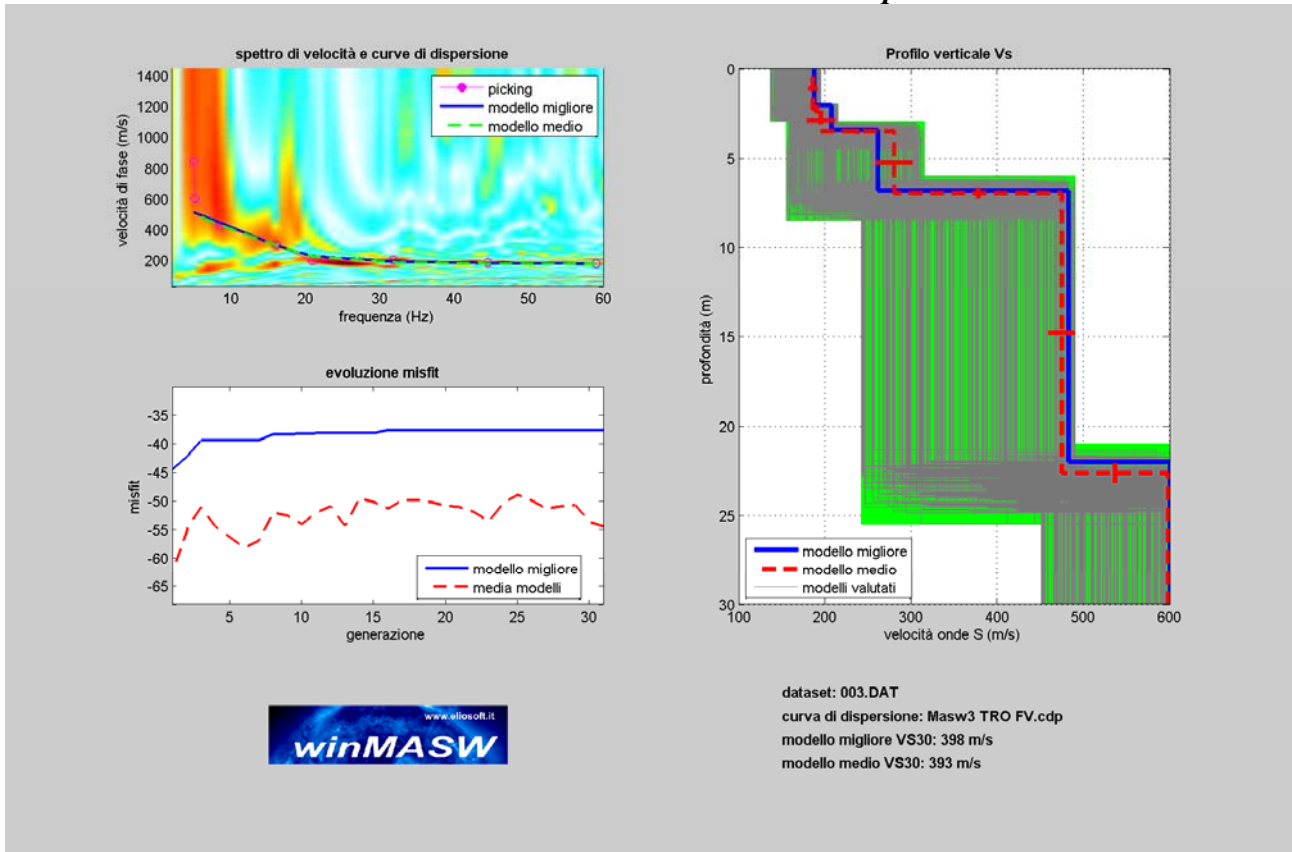 spettro di velocità e curve di dispersione
1400
1200
1000
800
600
400
200
velocità di fase (m/s)
picking
modello migliore
modello medio
10 20 30 40 50 60
frequenza (Hz)
evoluzione misfit
-35
-40
-45
-50
-55
-60
-65
misfit
modello migliore
media modelli
5 10 15 20 25 30
generazione
www.eliosoft.it
winMASW
Profilo verticale Vs
0
5
10
15
20
25
30
profondità (m)
modello migliore
modello medio
modelli valutati
100 200 300 400 500 600
velocità onde S (m/s)
dataset: 003.DAT
curva di dispersione: Masw3 TRO FV.cdp
modello migliore VS30: 398 m/s
modello medio VS30: 393 m/s